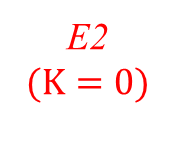 E2
(K = 0)